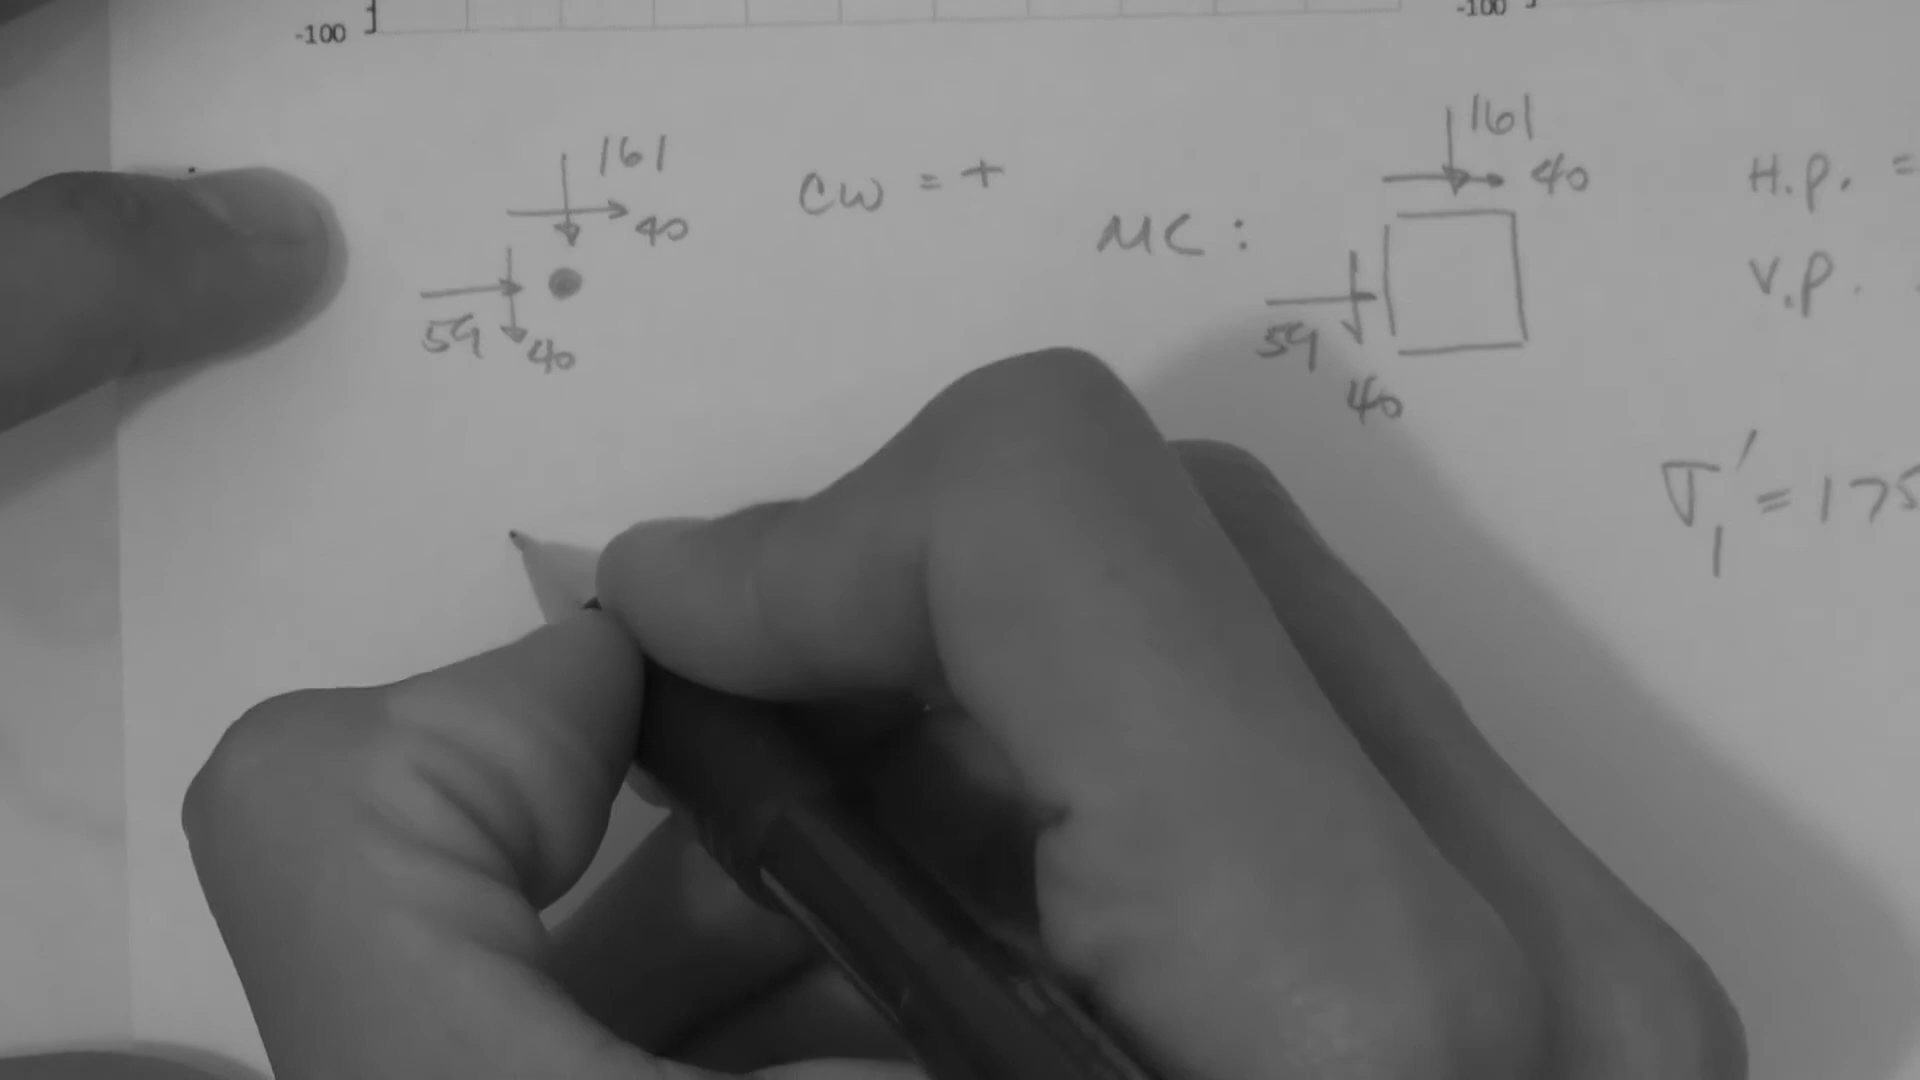 -100
-100
161
40
59
40
CW = +
MC :
161
40
59
40
H.P. =
V.P.
σ₁' = 175